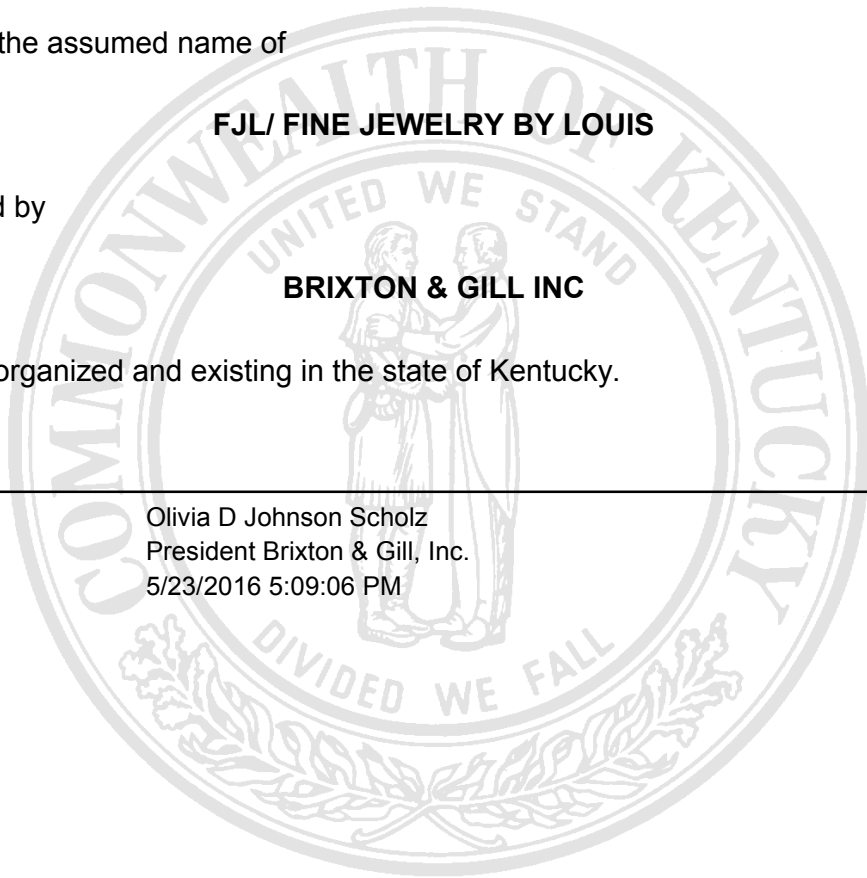 the assumed name of
FJL/ FINE JEWELRY BY LOUIS
d by
BRIXTON & GILL INC
organized and existing in the state of Kentucky.
Olivia D Johnson Scholz
President Brixton & Gill, Inc.
5/23/2016 5:09:06 PM
COMMONWEALTH OF KENTUCKY
UNITED WE STAND
DIVIDED WE FALL